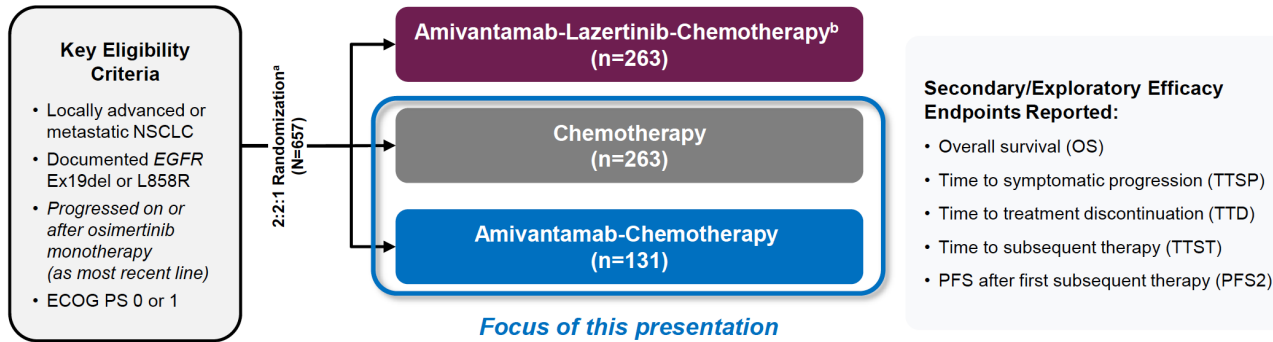 Key Eligibility
Criteria
• Locally advanced or
metastatic NSCLC
• Documented EGFR
Ex19del or L858R
• Progressed on or
after osimertinib
monotherapy
(as most recent line)
• ECOG PS 0 or 1
2:2:1 Randomizationᵃ
(N=657)
Amivantamab-Lazertinib-Chemotherapyᵇ
(n=263)
Chemotherapy
(n=263)
Amivantamab-Chemotherapy
(n=131)
Focus of this presentation
Secondary/Exploratory Efficacy
Endpoints Reported:
• Overall survival (OS)
• Time to symptomatic progression (TTSP)
• Time to treatment discontinuation (TTD)
• Time to subsequent therapy (TTST)
• PFS after first subsequent therapy (PFS2)